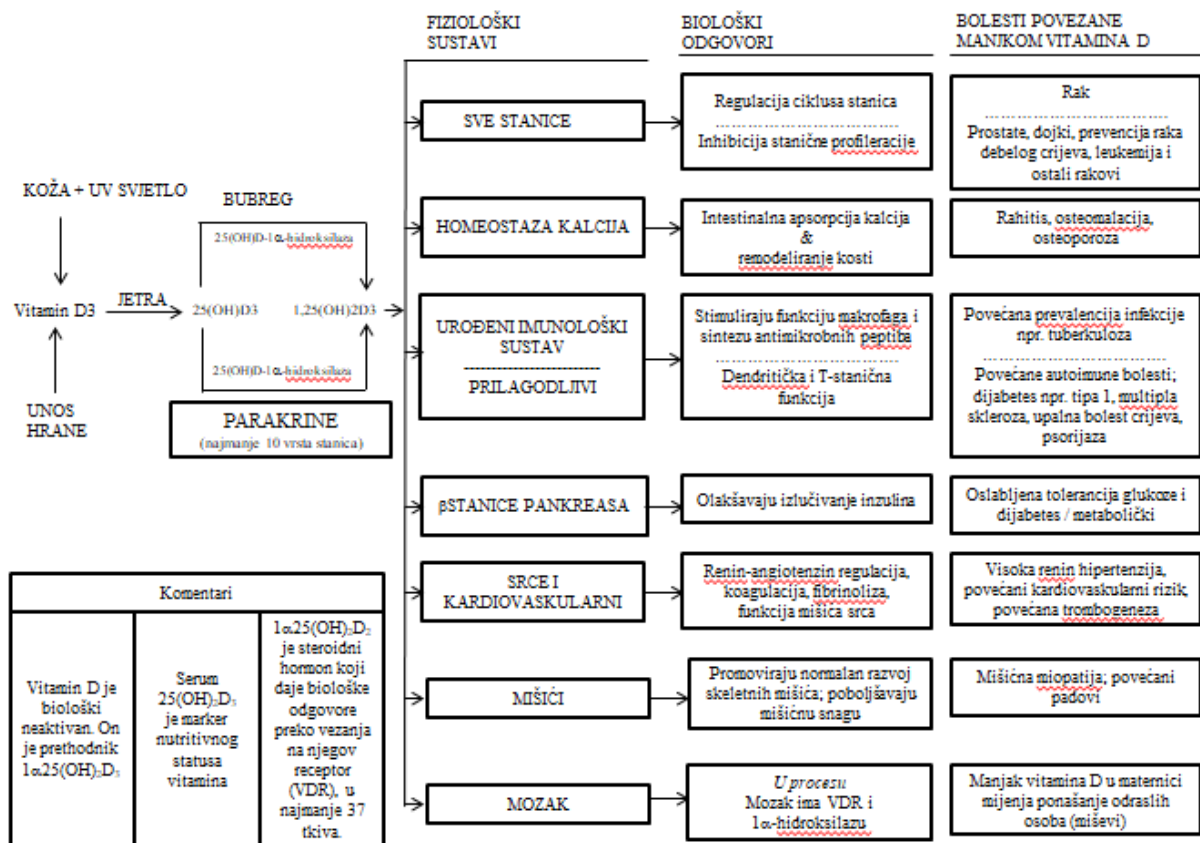 FIZIOLOŠKI
SUSTAVI
BIOLOŠKI
ODGOVORI
BOLESTI POVEZANE
MANJKOM VITAMINA D
KOŽA + UV SVJETLO
BUBREG
25(OH)D-1α-hidroksilaza
Vitamin D3
JETRA
25(OH)D3
1,25(OH)2D3
25(OH)D-1α-hidroksilaza
UNOS
HRANE
PARAKRINE
(najmanje 10 vrsta stanica)
SVE STANICE
Regulacija ciklusa stanica
……………………………….
Inhibicija stanične profileracije
Rak
……………………………….
Prostate, dojki, prevencija raka
debelog crijeva, leukemija i
ostali rakovi
HOMEOSTAZA KALCIJA
Intestinalna apsorpcija kalcija
&
remodeliranje kosti
Rahitis, osteomalacija,
osteoporoza
UROĐENI IMUNOLOŠKI
SUSTAV
-------------------------
PRILAGODLJIVI
Stimuliraju funkciju makrofaga i
sintezu antimikrobnih peptiba
……………………………….
Dendritička i T-stanična
funkcija
Povećana prevalencija infekcije
npr. tuberkuloza
……………………………….
Povećane autoimune bolesti;
dijabetes npr. tipa 1, multipla
skleroza, upalna bolest crijeva,
psorijaza
βSTANICE PANKREASA
Olakšavaju izlučivanje inzulina
Oslabljena tolerancija glukoze i
dijabetes / metabolički
SRCE I
KARDIOVASKULARNI
Renin-angiotenzin regulacija,
koagulacija, fibrinoliza,
funkcija mišića srca
Visoka renin hipertenzija,
povećani kardiovaskularni rizik,
povećana trombogeneza
MIŠIĆI
Promoviraju normalan razvoj
skeletnih mišića; poboljšavaju
mišićnu snagu
Mišićna miopatija; povećani
padovi
MOZAK
U procesu
Mozak ima VDR i
1α-hidroksilazu
Manjak vitamina D u maternici
mijenja ponašanje odraslih
osoba (miševi)
Komentari
Vitamin D je
biološki
neaktivan. On
je prethodnik
1α25(OH)₂D₃
Serum
25(OH)₂D₃
je marker
nutritivnog
statusa
vitamina
1α25(OH)₂D₂
je steroidni
hormon koji
daje biološke
odgovore
preko vezanja
na njegov
receptor
(VDR), u
najmanje 37
tkiva.